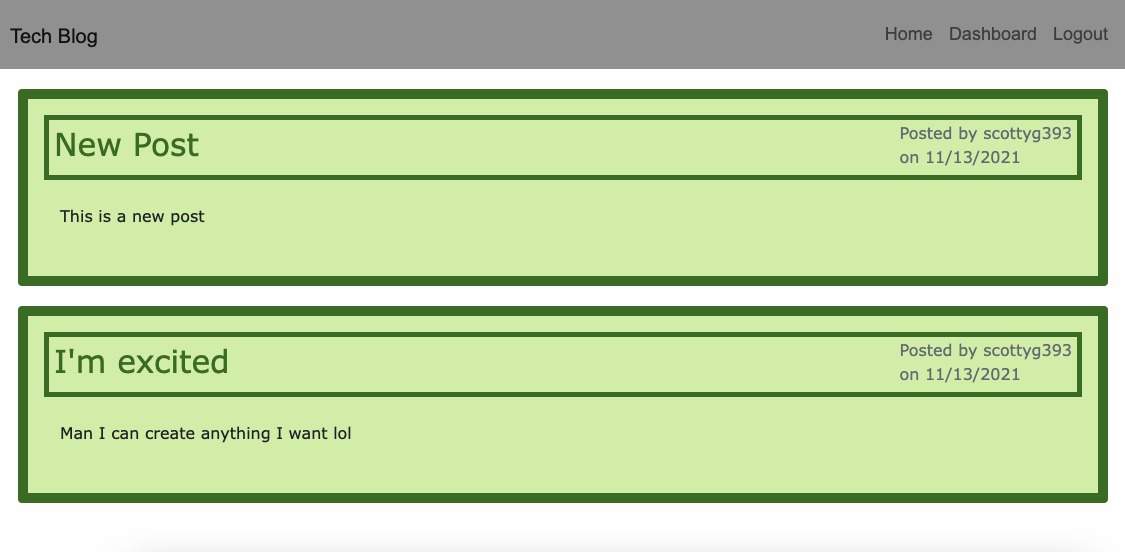 Tech Blog
Home Dashboard Logout
New Post
Posted by scottyg393
on 11/13/2021
This is a new post
I'm excited
Posted by scottyg393
on 11/13/2021
Man I can create anything I want lol